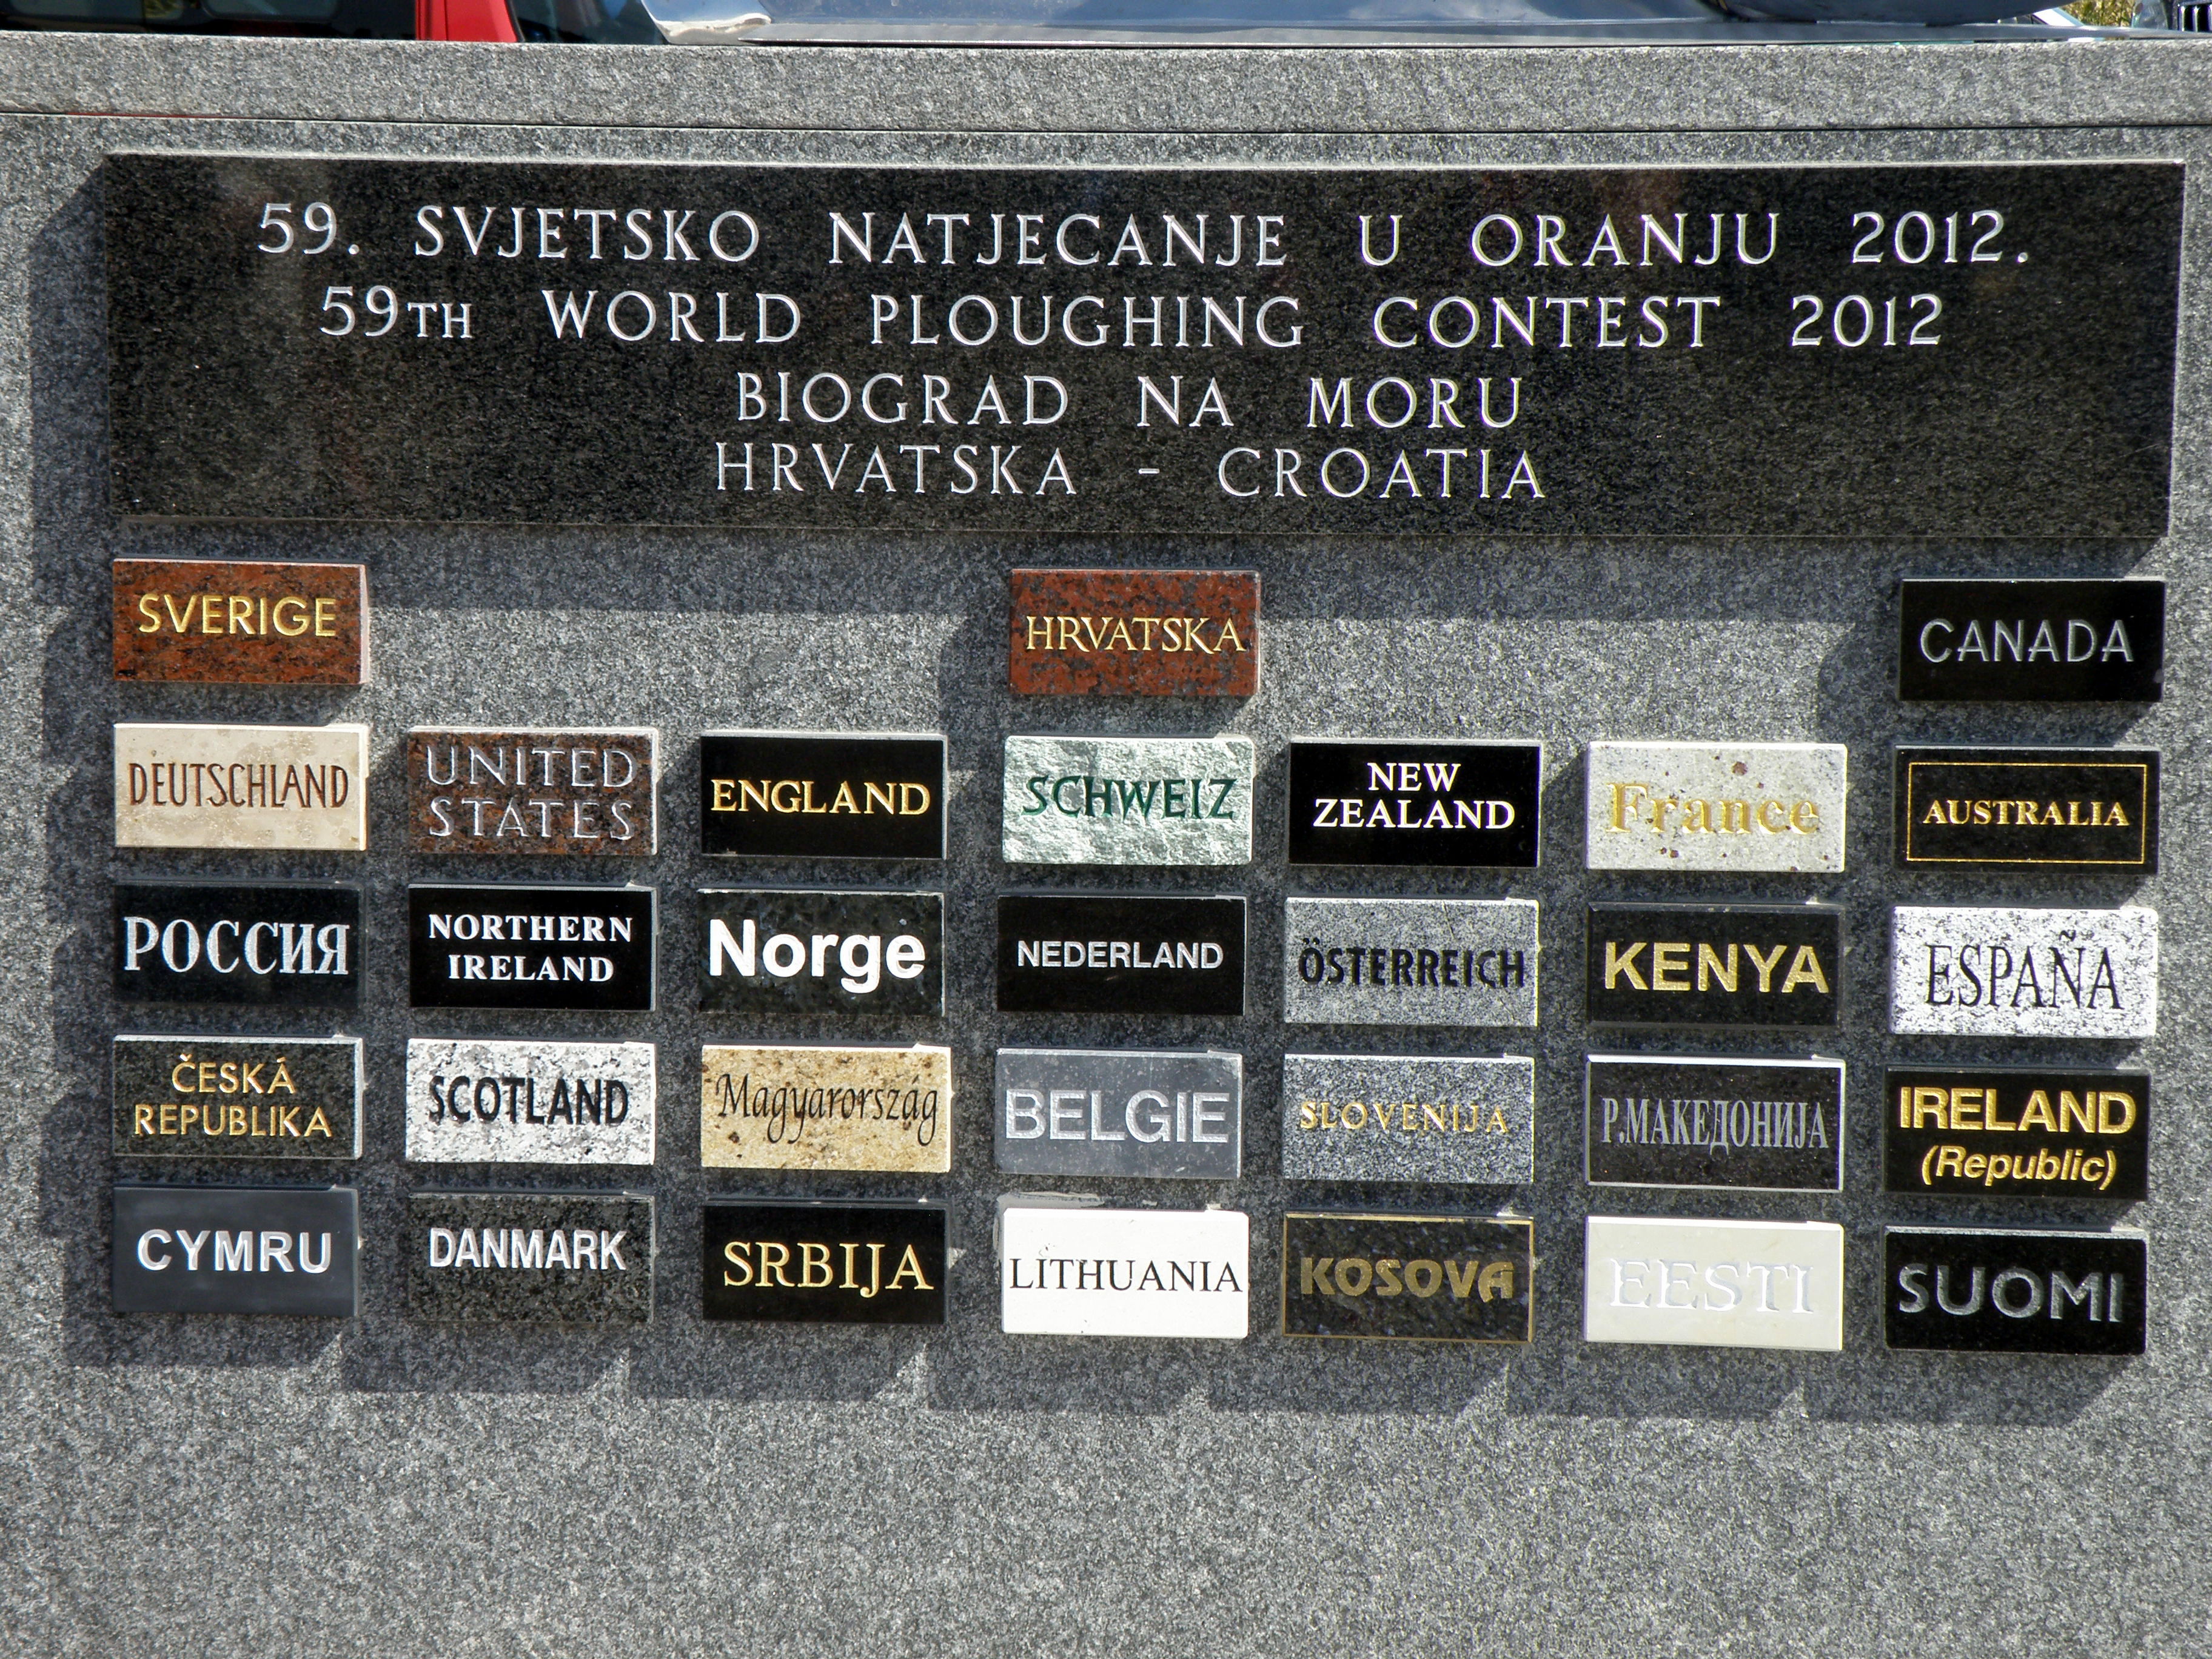 59. SVJETSKO NATJECANJE U ORANJU 2012.
59TH WORLD PLOUGHING CONTEST 2012
BIOGRAD NA MORU
HRVATSKA - CROATIA
SVERIGE
HRVATSKA
CANADA
DEUTSCHLAND
UNITED
STATES
ENGLAND
SCHWEIZ
NEW
ZEALAND
France
AUSTRALIA
РОССИЯ
NORTHERN
IRELAND
Norge
NEDERLAND
ÖSTERREICH
KENYA
ESPAÑA
ČESKÁ
REPUBLIKA
SCOTLAND
Magyarország
BELGIE
SLOVENIJA
Р.МАКЕДОНИЈА
IRELAND
(Republic)
CYMRU
DANMARK
SRBIJA
LITHUANIA
KOSOVA
EESTI
SUOMI